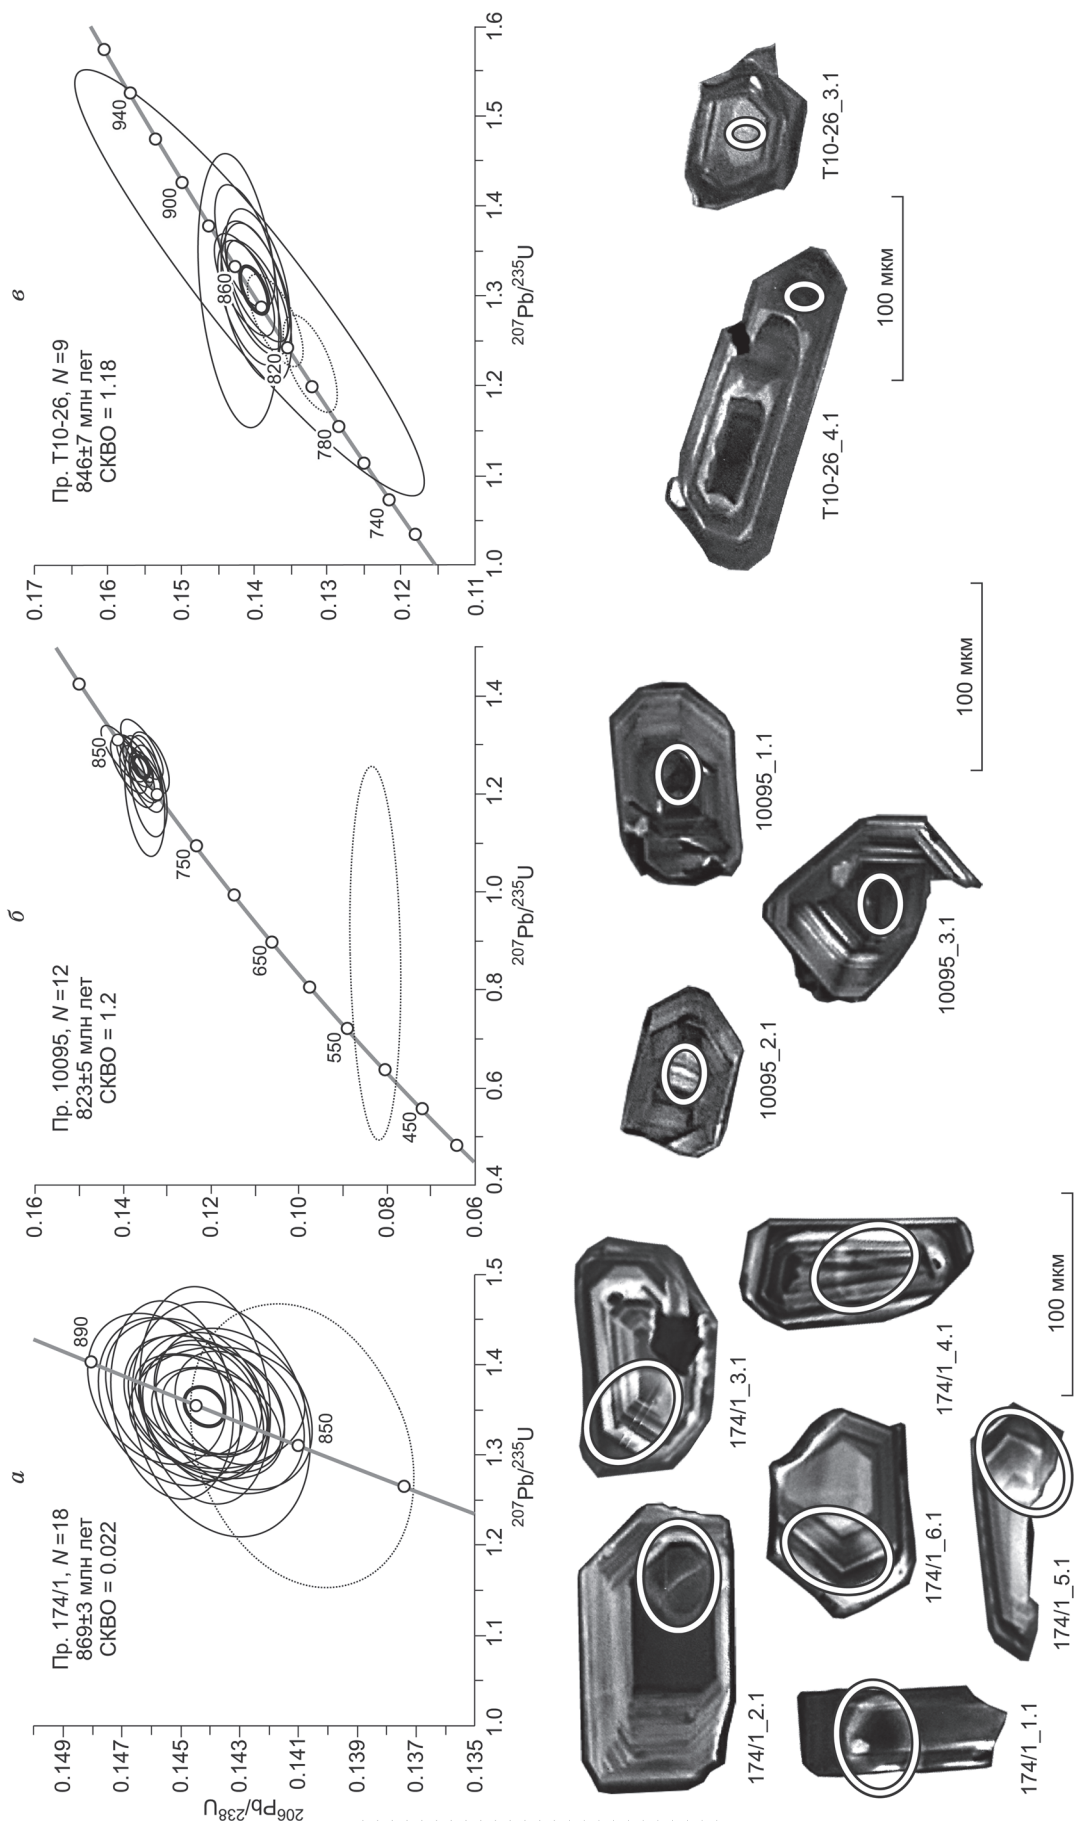 а
Пр. 174/1, N=18
869±3 млн лет
СКВО = 0.022
206Pb/238U
0.149
0.147
0.145
0.143
0.141
0.139
0.137
0.135
890
850
1.0
1.1
1.2
1.3
1.4
1.5
207Pb/235U
б
Пр. 10095, N=12
823±5 млн лет
СКВО = 1.2
0.16
0.14
0.12
0.10
0.08
0.06
850
750
650
550
450
0.4
0.6
0.8
1.0
1.2
1.4
207Pb/235U
в
Пр. Т10-26, N=9
846±7 млн лет
СКВО = 1.18
0.17
0.16
0.15
0.14
0.13
0.12
0.11
940
900
860
820
780
740
1.0
1.1
1.2
1.3
1.4
1.5
1.6
207Pb/235U
174/1_2.1
174/1_3.1
174/1_1.1
174/1_6.1
174/1_4.1
174/1_5.1
100 мкм
10095_2.1
10095_1.1
10095_3.1
100 мкм
Т10-26_4.1
Т10-26_3.1
100 мкм